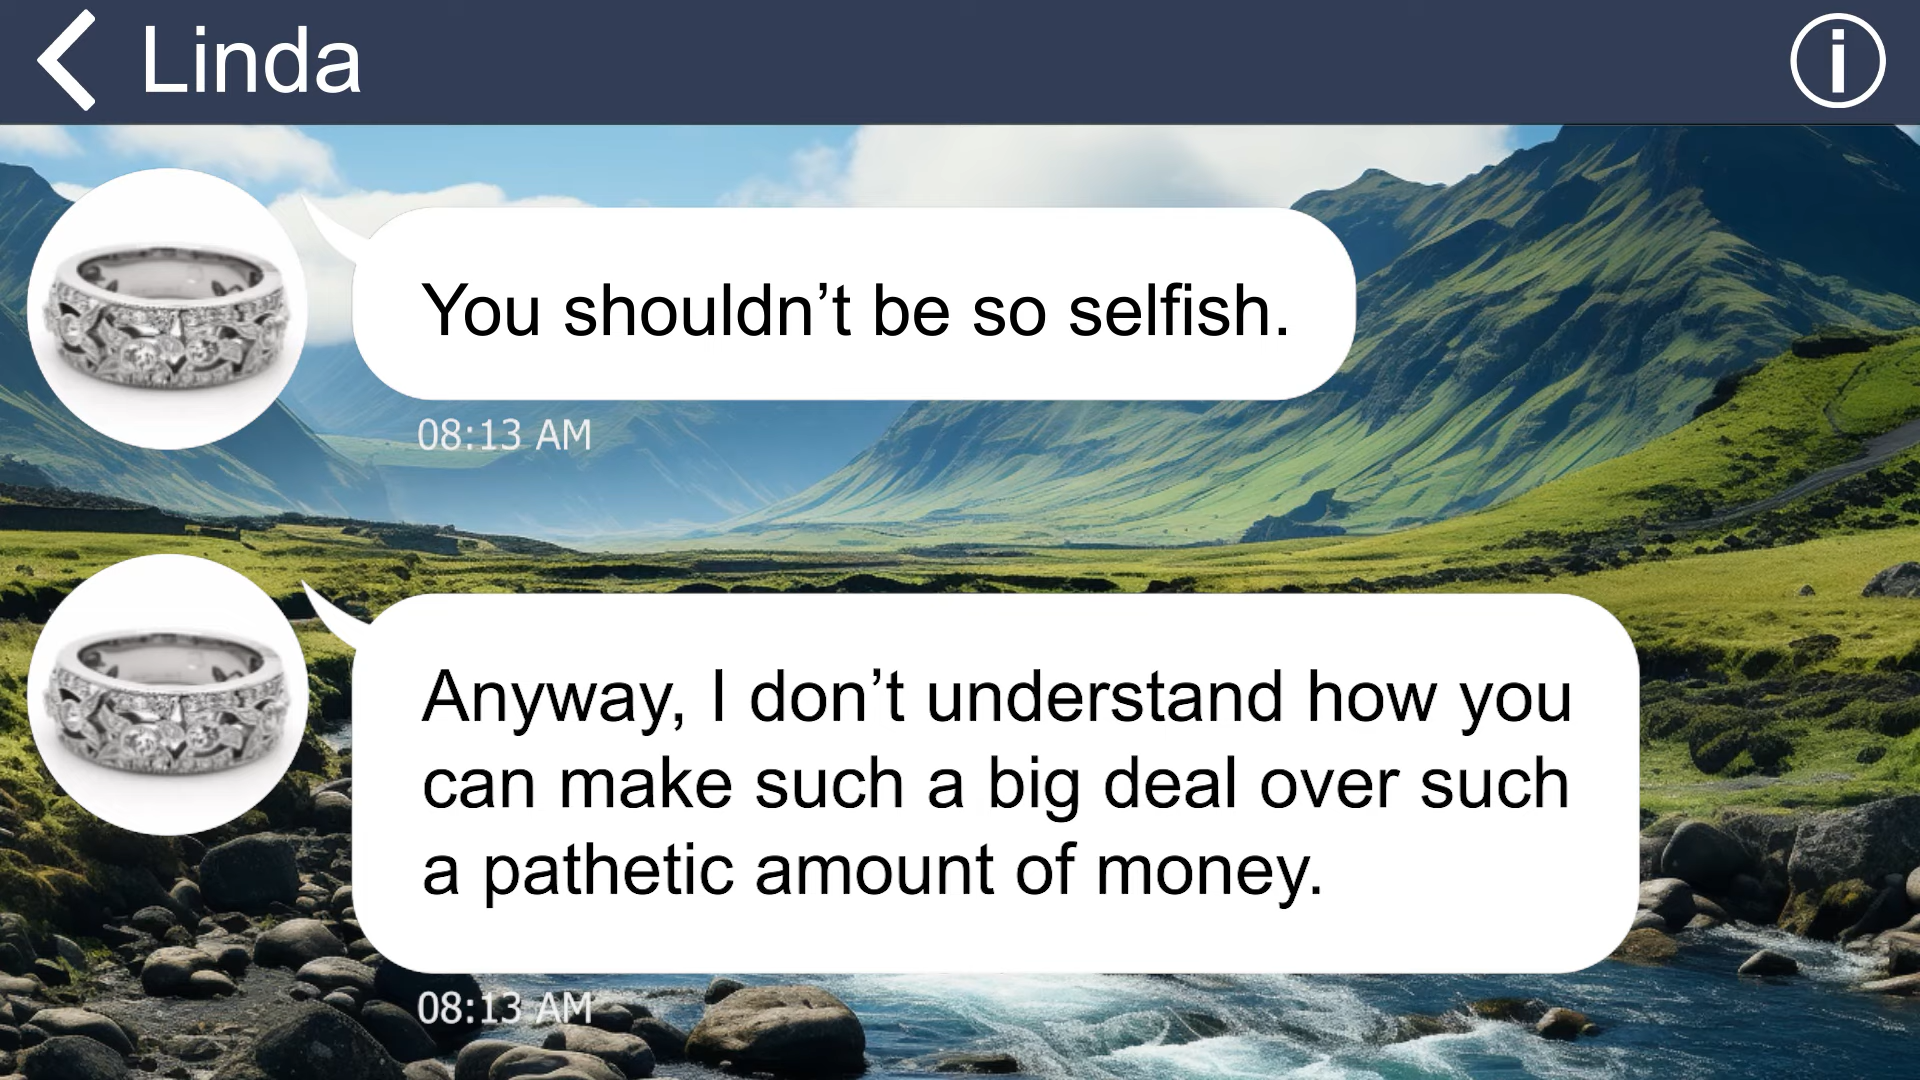 Linda
You shouldn’t be so selfish.
08:13 AM
Anyway, I don’t understand how you
can make such a big deal over such
a pathetic amount of money.
08:13 AM